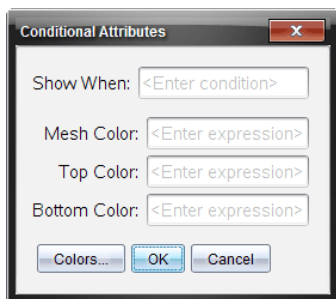 Conditional Attributes
Show When: <Enter condition>
Mesh Color: <Enter expression>
Top Color: <Enter expression>
Bottom Color: <Enter expression>
Colors... OK Cancel